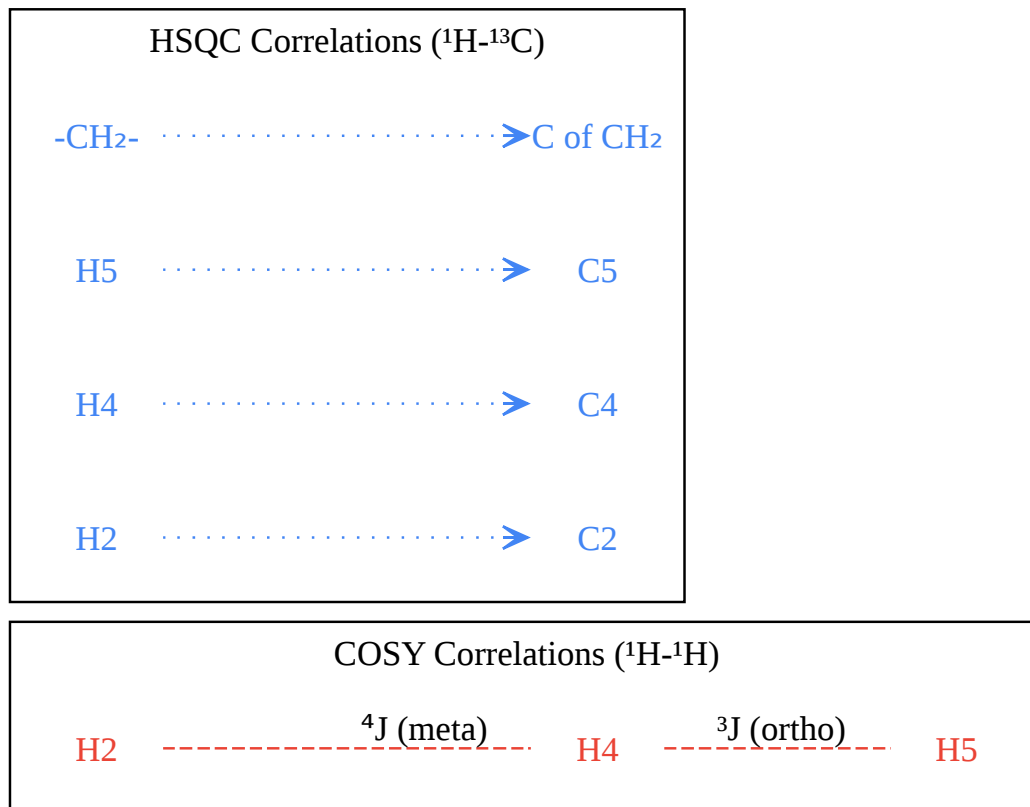 HSQC Correlations (¹H-¹³C)
-CH₂- C of CH₂
H5 C5
H4 C4
H2 C2
COSY Correlations (¹H-¹H)
⁴J (meta) ³J (ortho)
H2 H4 H5